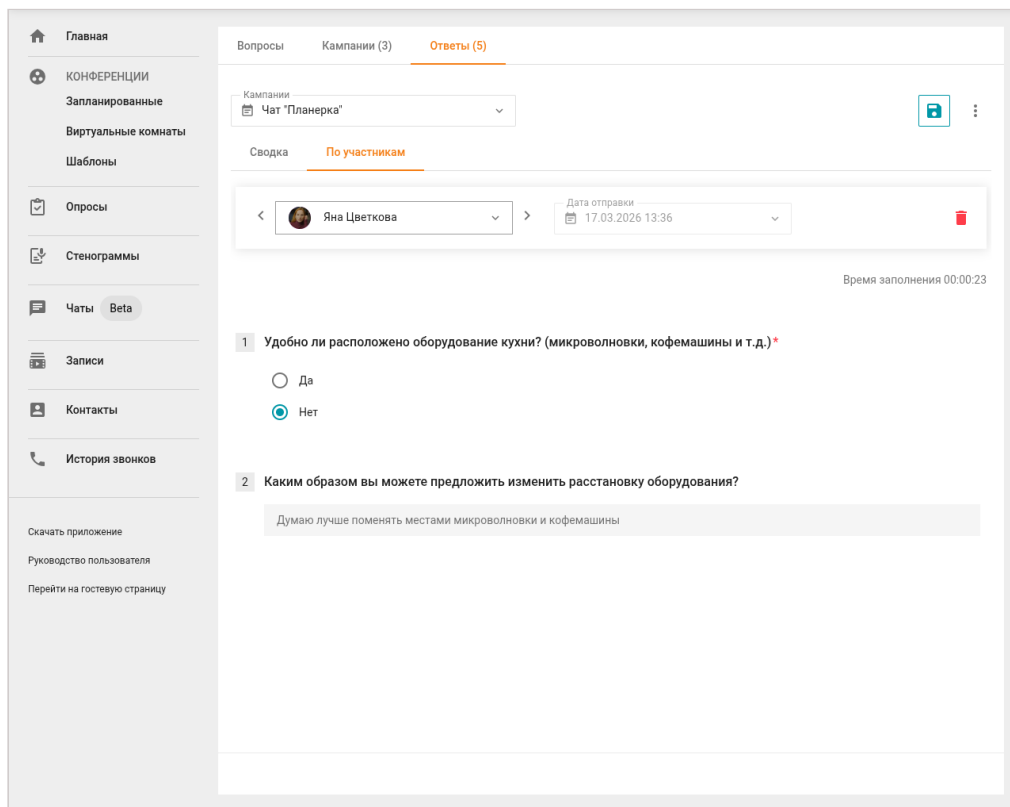 Главная
КОНФЕРЕНЦИИ
Запланированные
Виртуальные комнаты
Шаблоны
Опросы
Стенограммы
Чаты Beta
Записи
Контакты
История звонков
Скачать приложение
Руководство пользователя
Перейти на гостевую страницу
Вопросы Кампании (3) Ответы (5)
Кампании
Чат "Планерка"
Сводка По участникам
Яна Цветкова
Дата отправки
17.03.2026 13:36
Время заполнения 00:00:23
1 Удобно ли расположено оборудование кухни? (микроволновки, кофемашины и т.д.)*
Да
Нет
2 Каким образом вы можете предложить изменить расстановку оборудования?
Думаю лучше поменять местами микроволновки и кофемашины